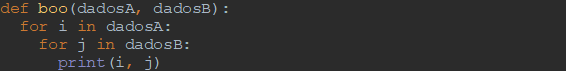 def boo(dadosA, dadosB):
  for i in dadosA:
    for j in dadosB:
      print(i, j)